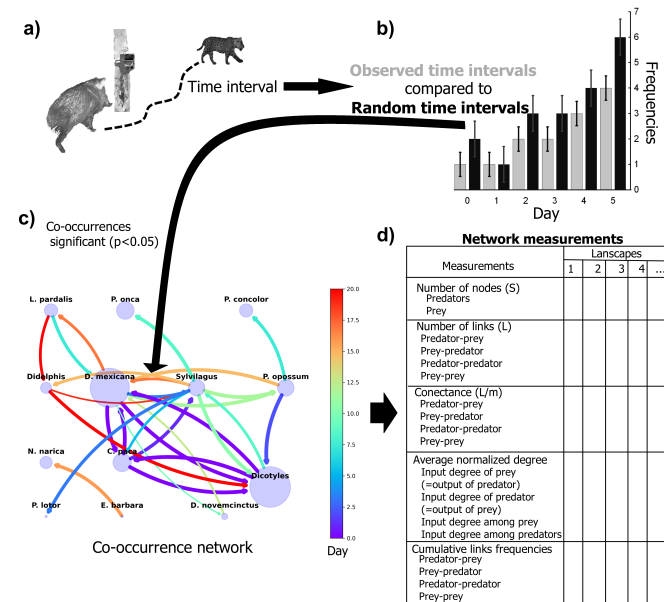 a)
Time interval
b)
Observed time intervals
compared to
Random time intervals
7
6
5
4
3
2
1
0
Frequencies
0 1 2 3 4 5
Day
c)
Co-occurrences
significant (p<0.05)
L. pardalis P. onca P. concolor
Didelphis D. mexicana Sylvilagus P. opossum
N. narica C. paca Dicotyles
P. lotor E. barbara D. novemcinctus
20.0
17.5
15.0
12.5
10.0
7.5
5.0
2.5
0.0
Day
Co-occurrence network
d)
Network measurements
Measurements
Lanscapes
1 2 3 4 ...
Number of nodes (S)
Predators
Prey
Number of links (L)
Predator-prey
Prey-predator
Predator-predator
Prey-prey
Conectance (L/m)
Predator-prey
Prey-predator
Predator-predator
Prey-prey
Average normalized degree
Input degree of prey
(=output of predator)
Input degree of predator
(=output of prey)
Input degree among prey
Input degree among predators
Cumulative links frequencies
Predator-prey
Prey-predator
Predator-predator
Prey-prey